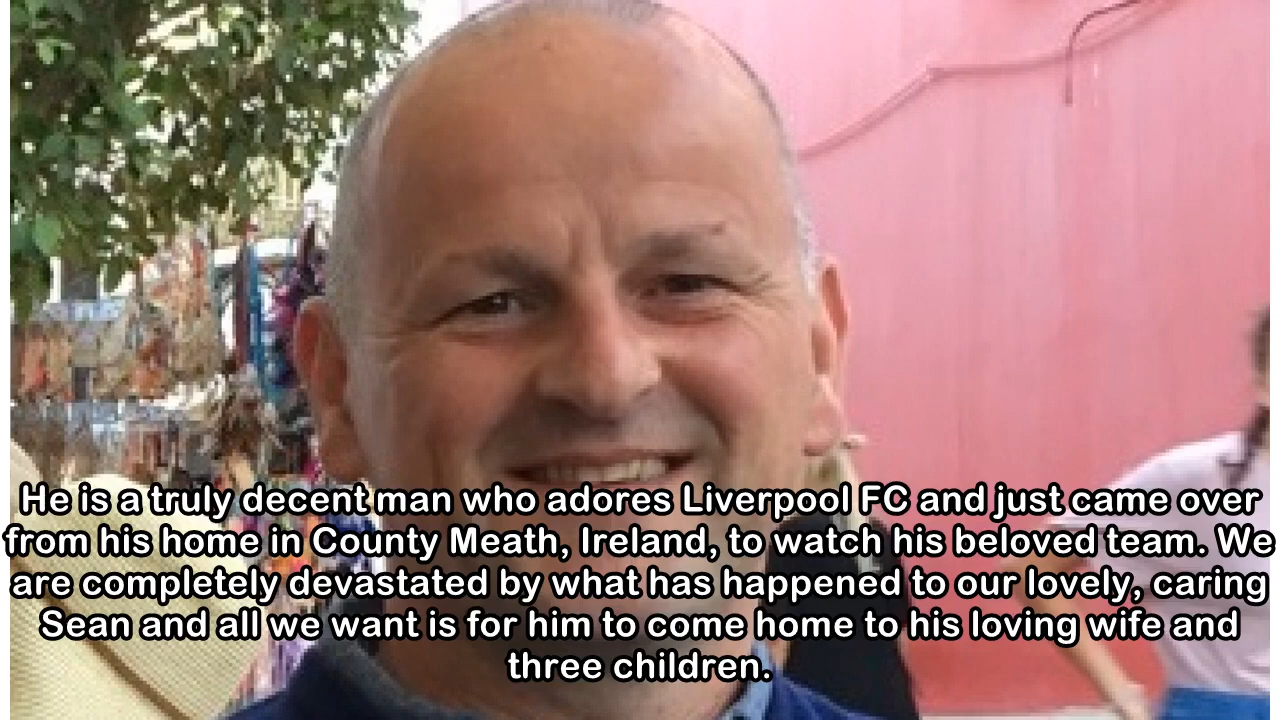 He is a truly decent man who adores Liverpool FC and just came over
from his home in County Meath, Ireland, to watch his beloved team. We
are completely devastated by what has happened to our lovely, caring
Sean and all we want is for him to come home to his loving wife and
three children.